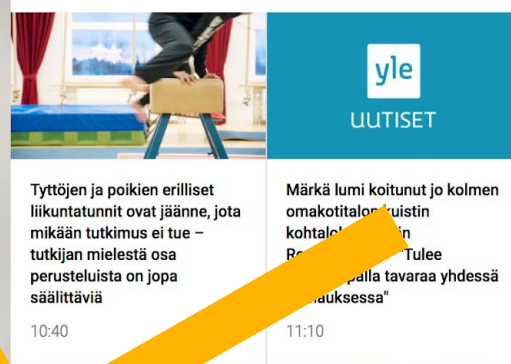 yle
UUTISET
Tyttöjen ja poikien erilliset
liikuntatunnit ovat jäänne, jota
mikään tutkimus ei tue –
tutkijan mielestä osa
perusteluista on jopa
säälittäviä
10:40
Märkä lumi koitunut jo kolmen
omakotitalon kuistin
"Tulee
tavaraa yhdessä
11:10